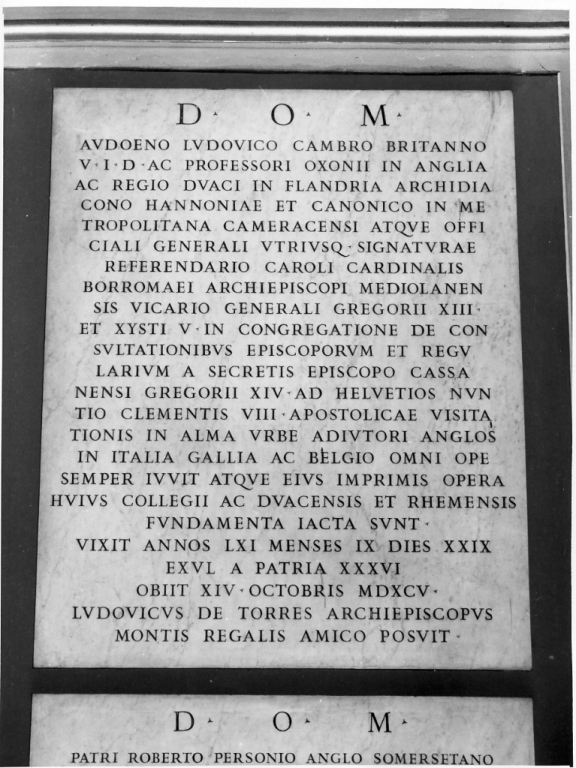 D · O · M ·
AVDOENO LVDOVICO CAMBRO BRITANNO
V · I · D · AC PROFESSORI OXONII IN ANGLIA
AC REGIO DVACI IN FLANDRIA ARCHIDIA
CONO HANNONIAE ET CANONICO IN ME
TROPOLITANA CAMERACENSI ATQVE OFFI
CIALI GENERALI VTRIVSQ · SIGNATVRAE
REFERENDARIO CAROLI CARDINALIS
BORROMAEI ARCHIEPISCOPI MEDIOLANEN
SIS VICARIO GENERALI GREGORII XIII ·
ET XYSTI V · IN CONGREGATIONE DE CON
SVLTATIONIBVS EPISCOPORVM ET REGV
LARIVM A SECRETIS EPISCOPO CASSA
NENSI GREGORII XIV · AD HELVETIOS NVN
TIO CLEMENTIS VIII · APOSTOLICAE VISITA
TIONIS IN ALMA VRBE ADIVTORI ANGLOS
IN ITALIA GALLIA AC BELGIO OMNI OPE
SEMPER IVVIT ATQVE EIVS IMPRIMIS OPERA
HVIVS COLLEGII AC DVACENSIS ET RHEMENSIS
FVNDAMENTA IACTA SVNT ·
VIXIT ANNOS LXI MENSES IX DIES XXIX
EXVL A PATRIA XXXVI
OBIIT XIV · OCTOBRIS MDXCV ·
LVDOVICVS DE TORRES ARCHIEPISCOPVS
MONTIS REGALIS AMICO POSVIT ·
D · O · M ·
PATRI ROBERTO PERSONIO ANGLO SOMERSETANO